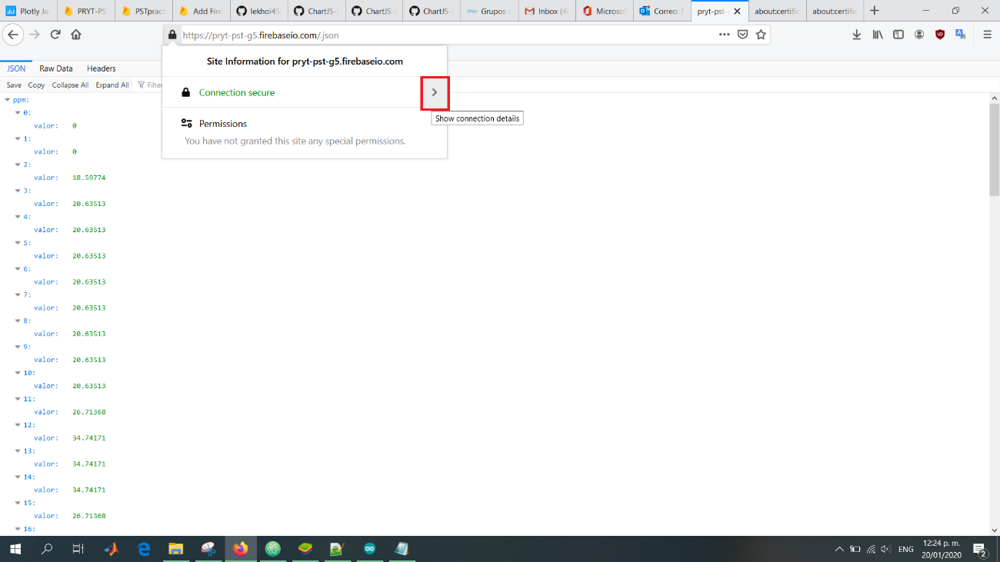 Plotly Jav
PRYT-PS
PSTpract
Add Fire
lekhoi45
ChartJS-
ChartJS-
ChartJS-
Grupos c
Inbox (4
Microsof
Correo:
pryt-pst-g
about:certific
about:certific
https://pryt-pst-g5.firebaseio.com/.json
Site Information for pryt-pst-g5.firebaseio.com
Connection secure
Show connection details
Permissions
You have not granted this site any special permissions.
JSON Raw Data Headers
Save Copy Collapse All Expand All Filter
ppm:
0:
valor: 0
1:
valor: 0
2:
valor: 18.59774
3:
valor: 20.63513
4:
valor: 20.63513
5:
valor: 20.63513
6:
valor: 20.63513
7:
valor: 20.63513
8:
valor: 20.63513
9:
valor: 20.63513
10:
valor: 20.63513
11:
valor: 26.71368
12:
valor: 34.74171
13:
valor: 34.74171
14:
valor: 34.74171
15:
valor: 26.71368
16:
ENG
12:24 p. m.
20/01/2020
2